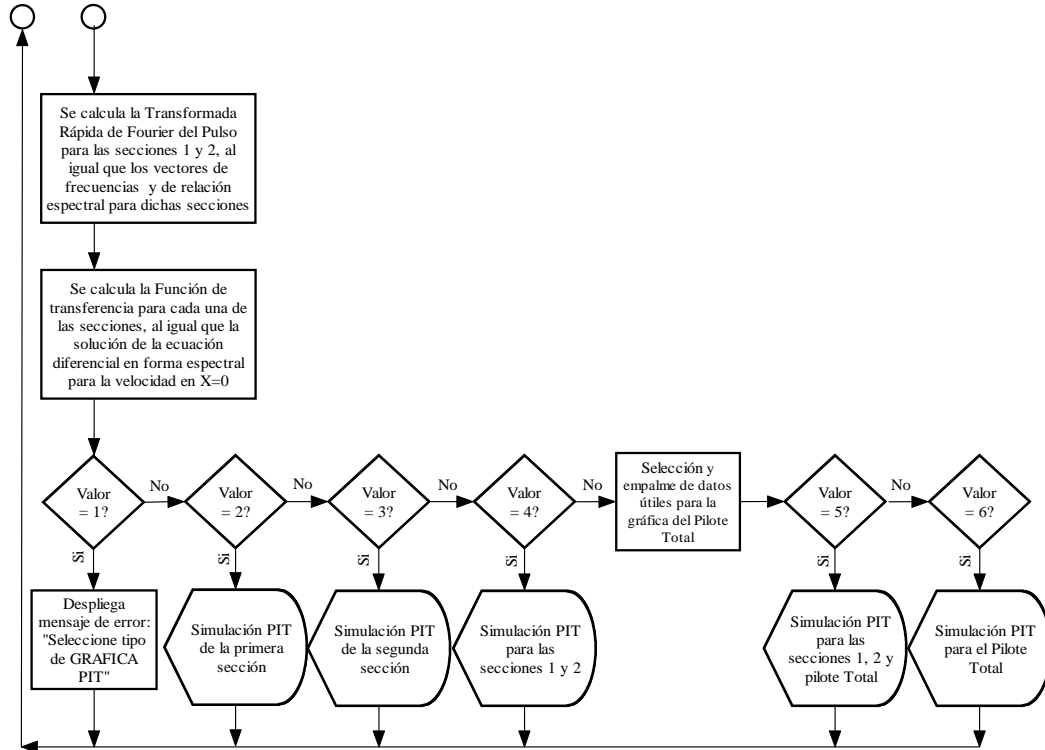 Se calcula la Transformada
Rápida de Fourier del Pulso
para las secciones 1 y 2, al
igual que los vectores de
frecuencias y de relación
espectral para dichas secciones
Se calcula la Función de
transferencia para cada una de
las secciones, al igual que la
solución de la ecuación
diferencial en forma espectral
para la velocidad en X=0
Valor
= 1?
No
Si
Valor
= 2?
No
Si
Valor
= 3?
No
Si
Valor
= 4?
No
Si
Selección y
empalme de datos
útiles para la
gráfica del Pilote
Total
Valor
= 5?
No
Si
Valor
= 6?
Si
Despliega
mensaje de error:
"Seleccione tipo
de GRAFICA
PIT"
Simulación PIT
de la primera
sección
Simulación PIT
de la segunda
sección
Simulación PIT
para las
secciones 1 y 2
Simulación PIT
para las
secciones 1, 2 y
pilote Total
Simulación PIT
para el Pilote
Total